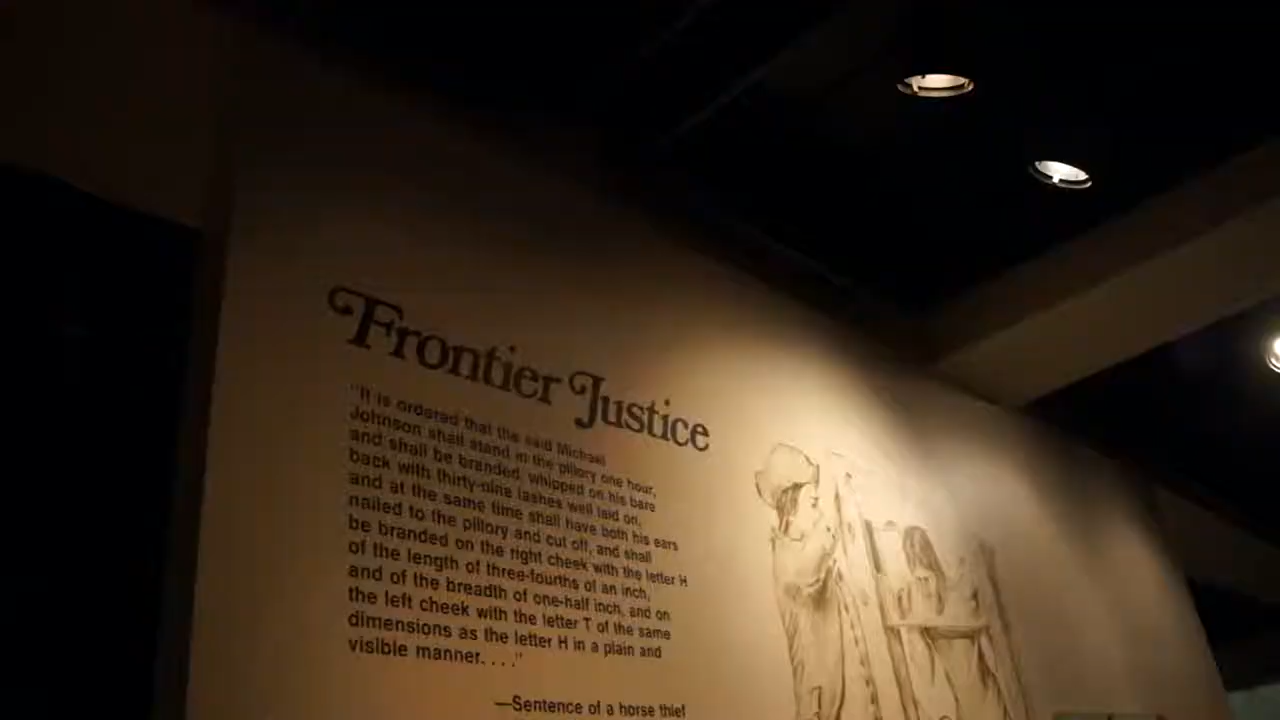 Frontier Justice
"It is ordered that the said Michael
Johnson shall stand in the pillory one hour,
and shall be branded, whipped on his bare
back with thirty-nine lashes well laid on,
and at the same time shall have both his ears
nailed to the pillory and cut off, and shall
be branded on the right cheek with the letter H
of the length of three-fourths of an inch,
and of the breadth of one-half inch, and on
the left cheek with the letter T of the same
dimensions as the letter H in a plain and
visible manner. . . ."
—Sentence of a horse thief